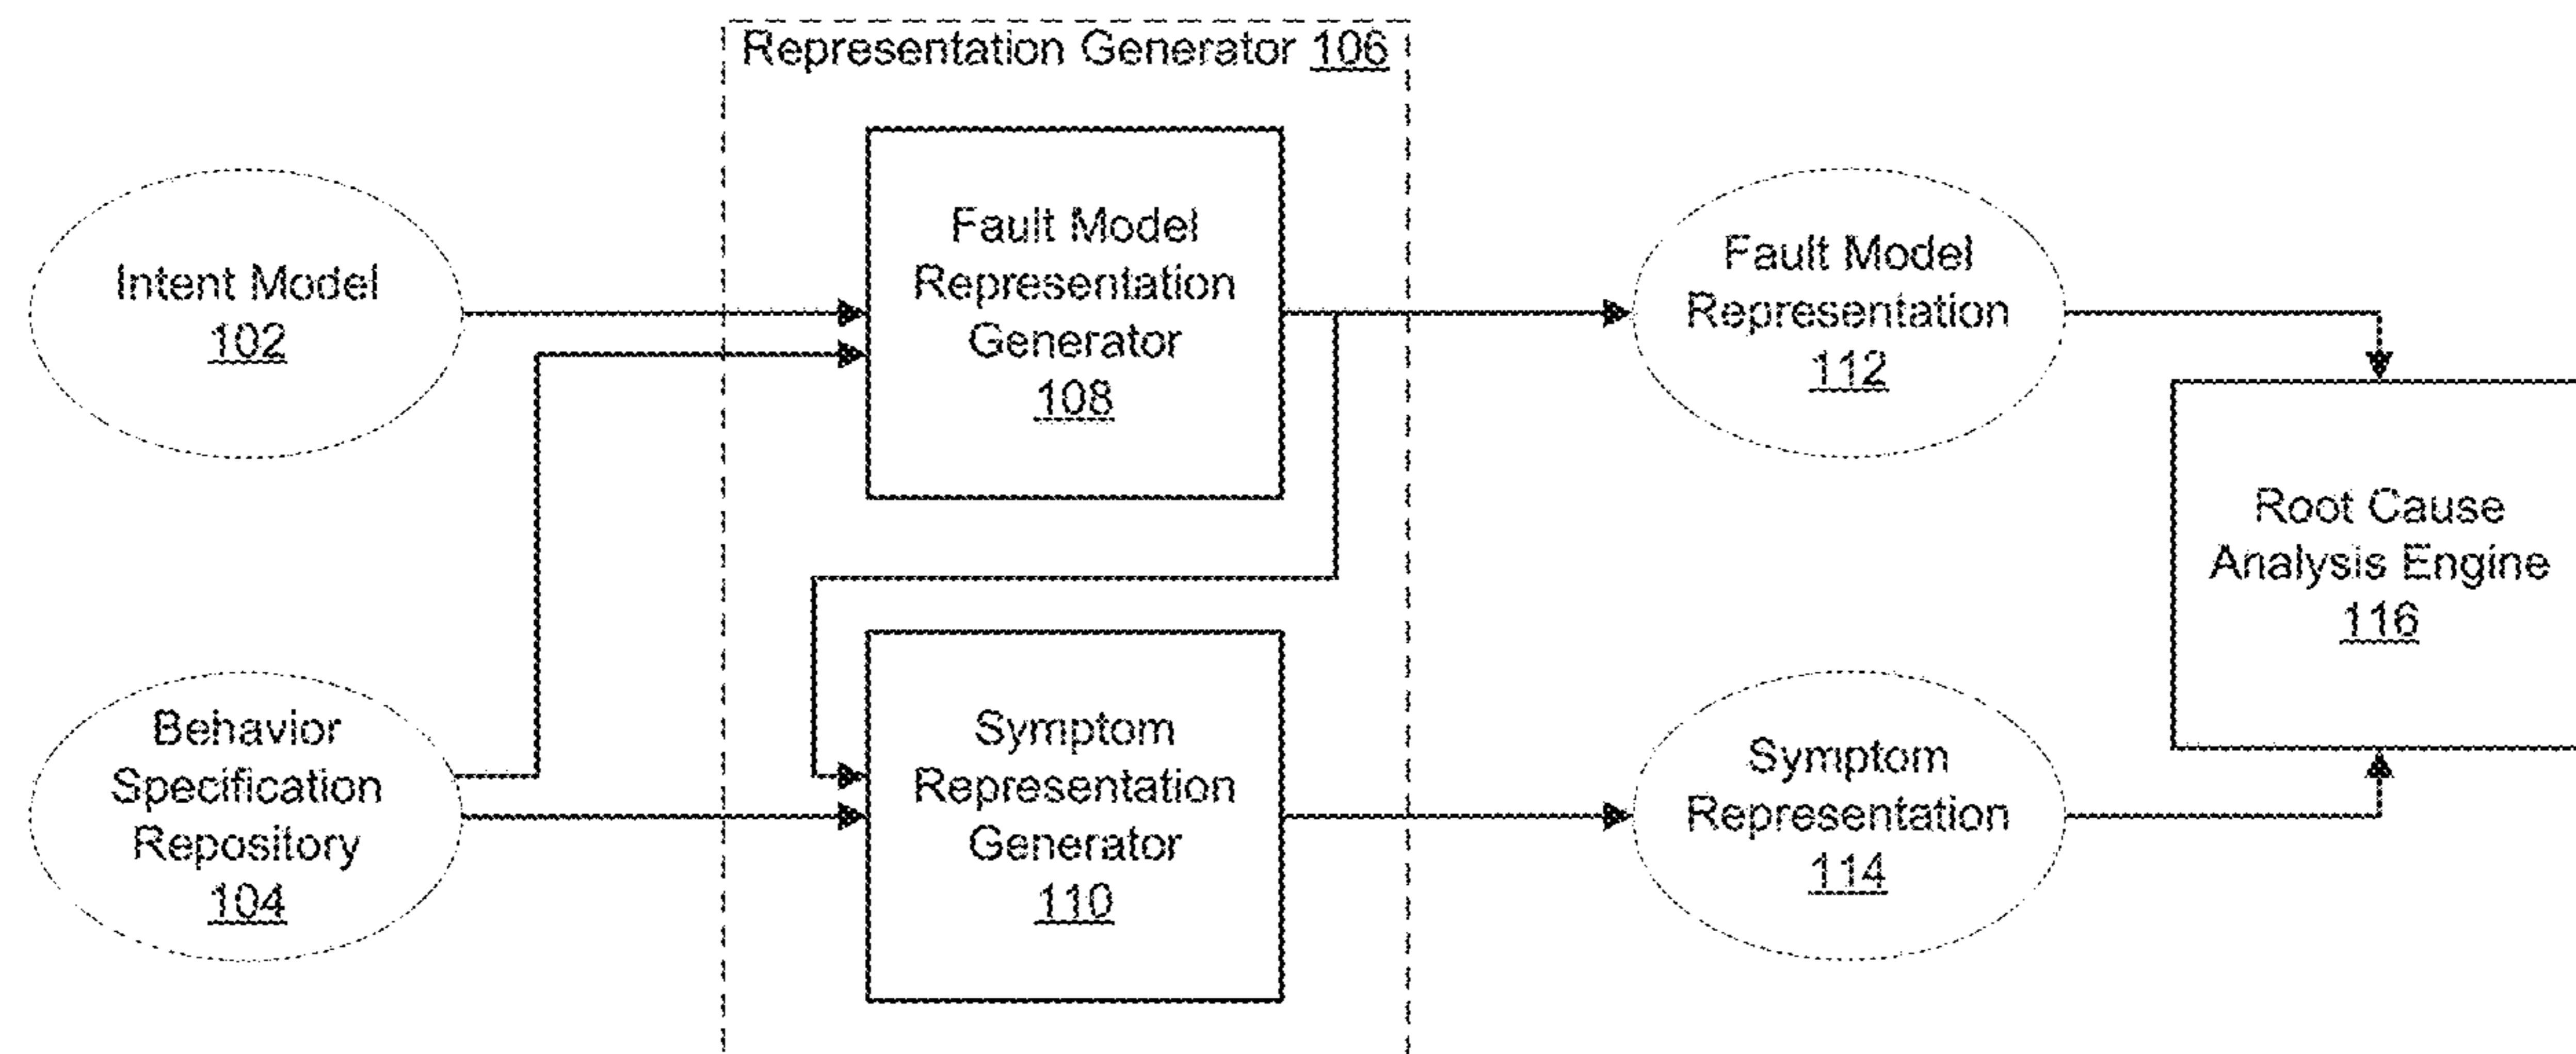 Representation Generator 106
Intent Model
102
Fault Model
Representation
Generator
108
Fault Model
Representation
112
Root Cause
Analysis Engine
116
Behavior
Specification
Repository
104
Symptom
Representation
Generator
110
Symptom
Representation
114